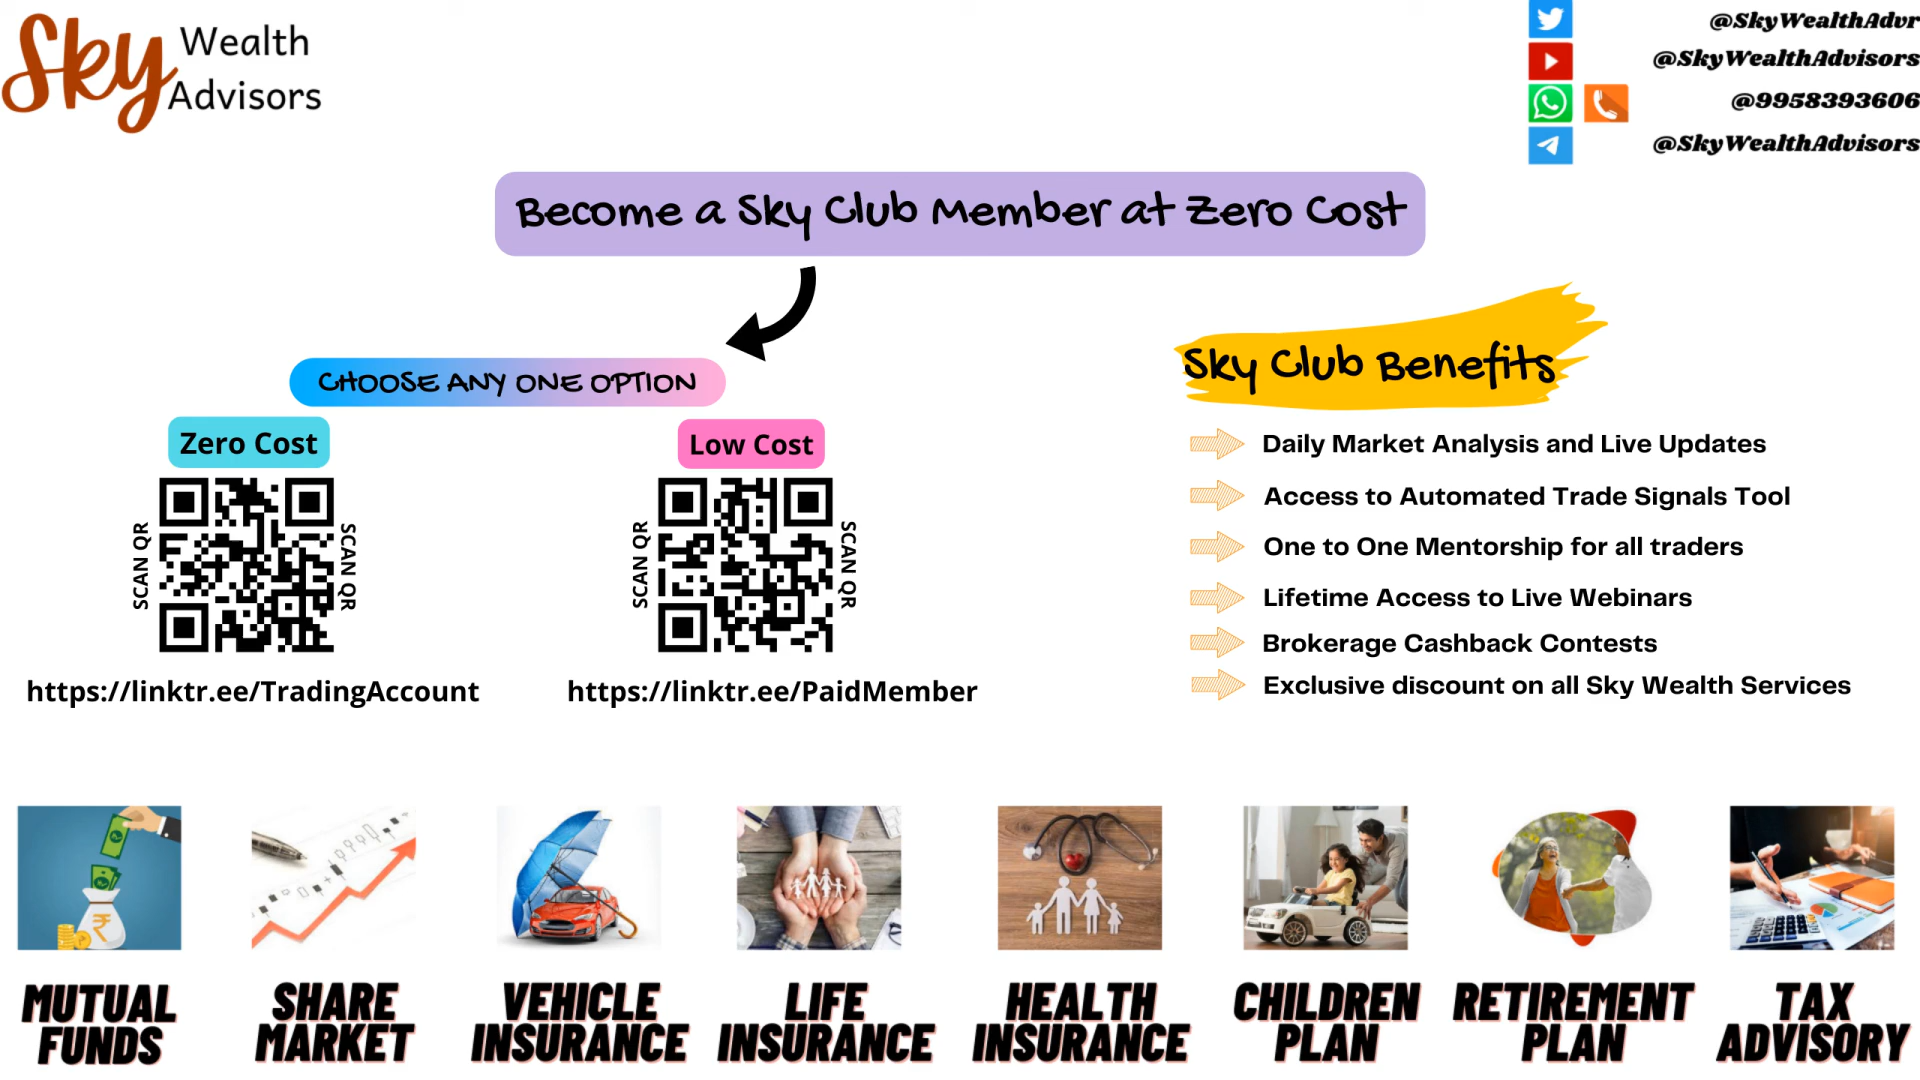 Sky Wealth
Advisors
@SkyWealthAdvr
@SkyWealthAdvisors
@9958393606
@SkyWealthAdvisors
Become a Sky Club Member at Zero Cost
CHOOSE ANY ONE OPTION
Zero Cost
SCAN QR
SCAN QR
https://linktr.ee/TradingAccount
Low Cost
SCAN QR
SCAN QR
https://linktr.ee/PaidMember
Sky Club Benefits
Daily Market Analysis and Live Updates
Access to Automated Trade Signals Tool
One to One Mentorship for all traders
Lifetime Access to Live Webinars
Brokerage Cashback Contests
Exclusive discount on all Sky Wealth Services
₹
MUTUAL
FUNDS
SHARE
MARKET
VEHICLE
INSURANCE
LIFE
INSURANCE
HEALTH
INSURANCE
CHILDREN
PLAN
RETIREMENT
PLAN
TAX
ADVISORY